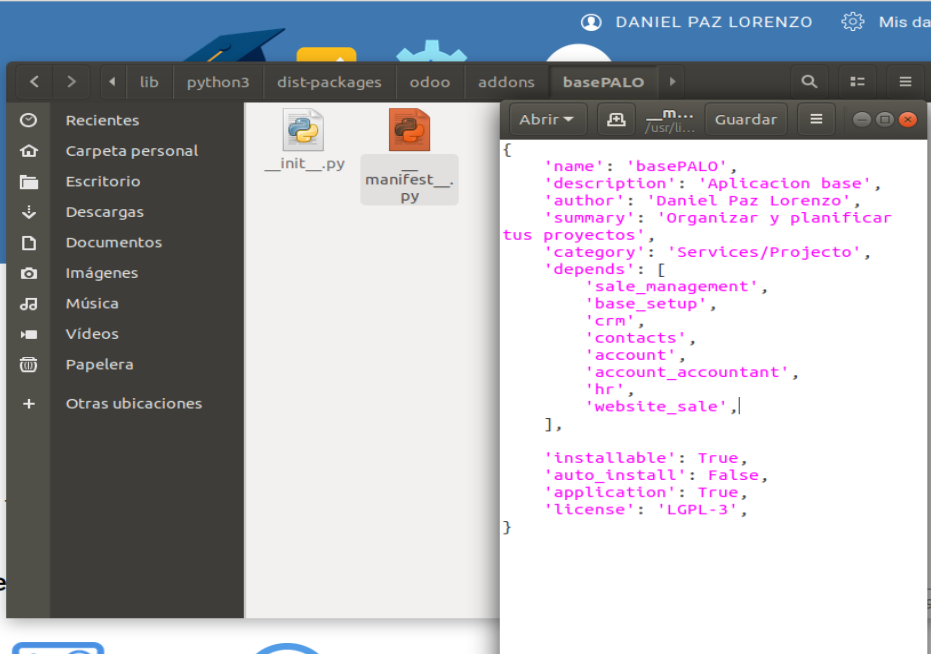 DANIEL PAZ LORENZO Mis da
lib python3 dist-packages odoo addons basePALO
Recientes
Carpeta personal
Escritorio
Descargas
Documentos
Imágenes
Música
Vídeos
Papelera
+ Otras ubicaciones
__init__.py
__
manifest__.
py
Abrir __m... Guardar
/usr/li...
{
'name': 'basePALO',
'description': 'Aplicacion base',
'author': 'Daniel Paz Lorenzo',
'summary': 'Organizar y planificar
tus proyectos',
'category': 'Services/Projecto',
'depends': [
'sale_management',
'base_setup',
'crm',
'contacts',
'account',
'account_accountant',
'hr',
'website_sale',
],
'installable': True,
'auto_install': False,
'application': True,
'license': 'LGPL-3',
}